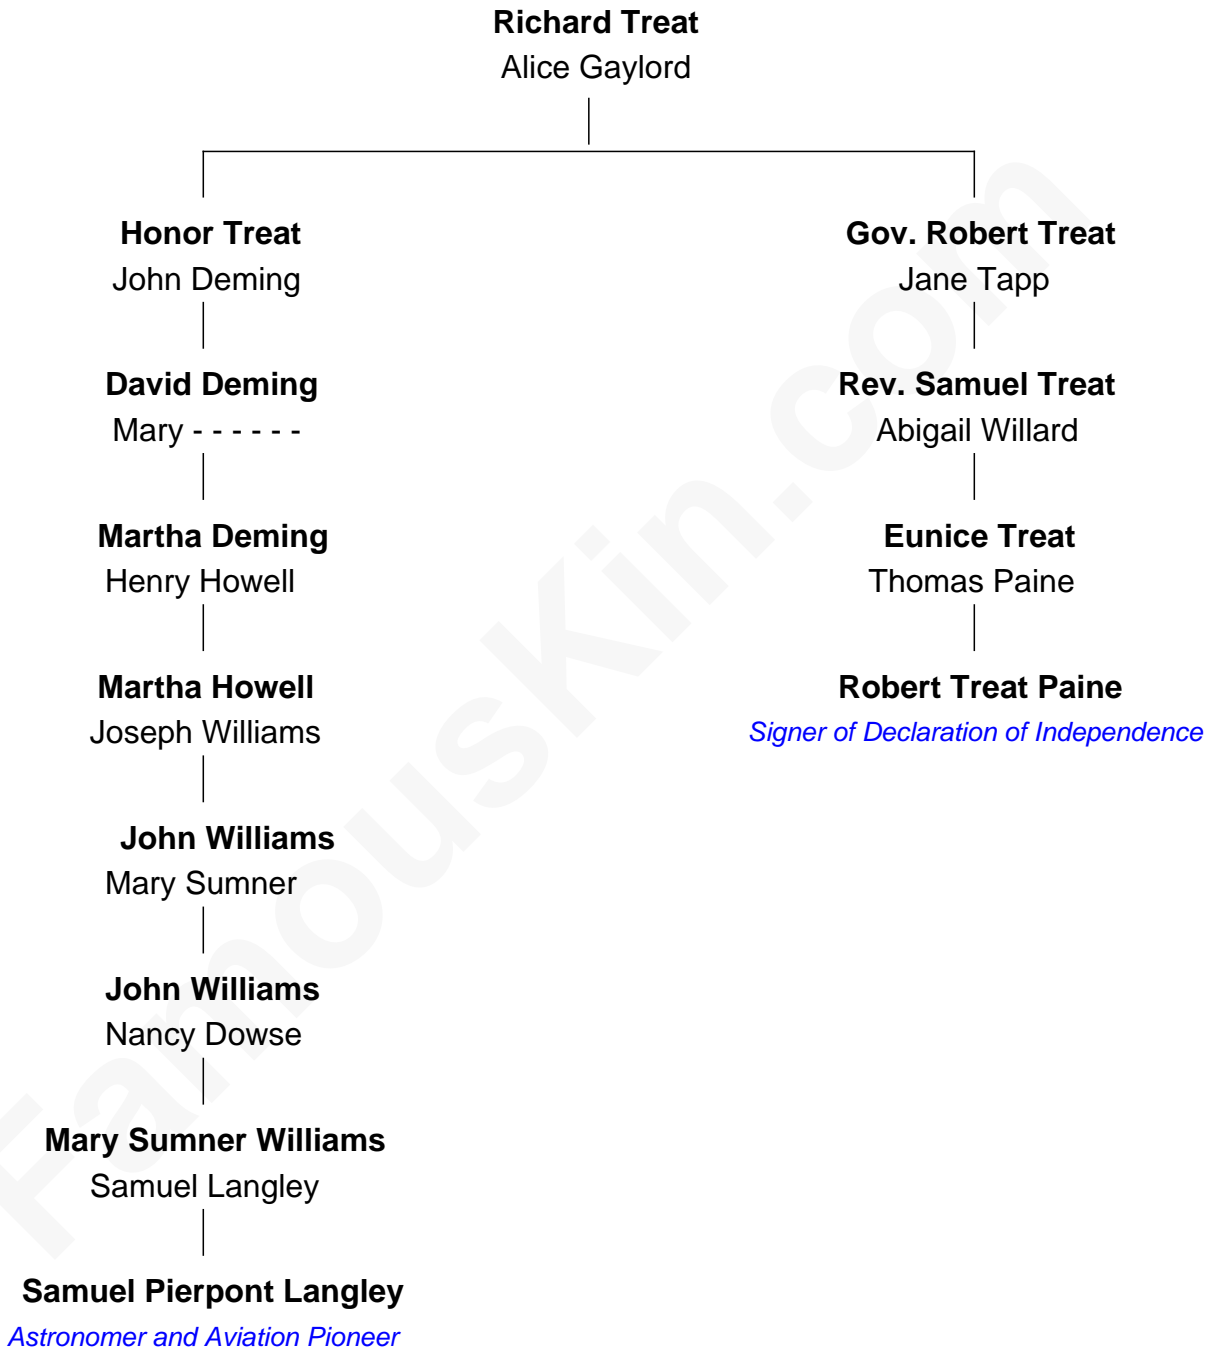 Richard Treat
Alice Gaylord
Honor Treat
John Deming
Gov. Robert Treat
Jane Tapp
David Deming
Mary - - - - - -
Rev. Samuel Treat
Abigail Willard
Martha Deming
Henry Howell
Eunice Treat
Thomas Paine
Martha Howell
Joseph Williams
Robert Treat Paine
Signer of Declaration of Independence
John Williams
Mary Sumner
John Williams
Nancy Dowse
Mary Sumner Williams
Samuel Langley
Samuel Pierpont Langley
Astronomer and Aviation Pioneer
FamousKin.com